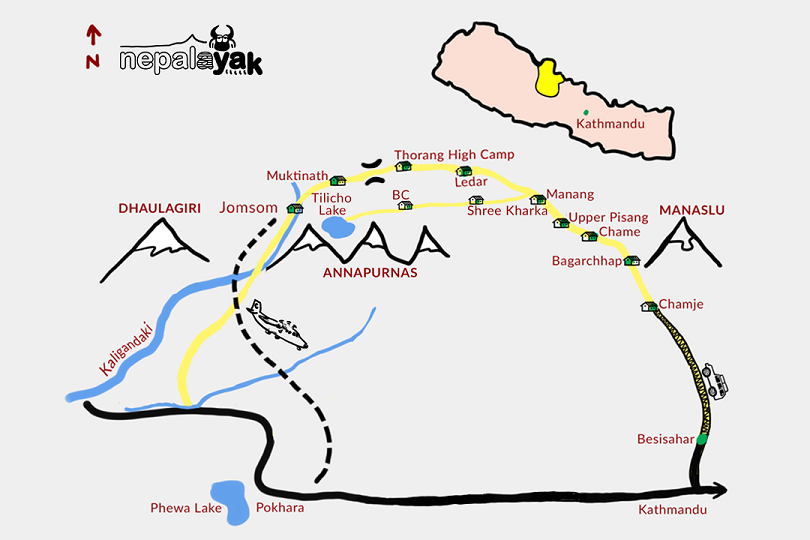 N
nepalayak
Kathmandu
Thorang High Camp
Muktinath
Ledar
Tilicho
Lake
BC
Manang
Jomsom
Shree Kharka
DHAULAGIRI
Upper Pisang
MANASLU
Chame
Bagarchhap
ANNAPURNAS
Chamje
Kaligandaki
Besisahar
Phewa Lake
Pokhara
Kathmandu